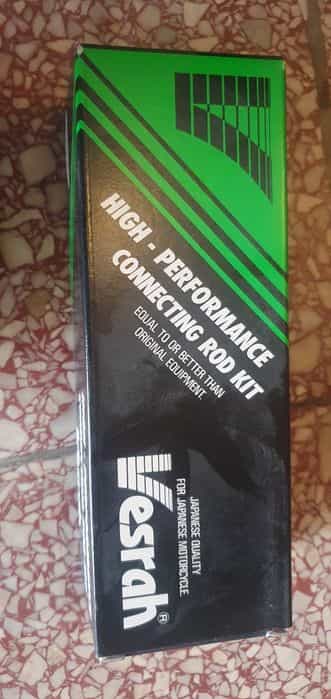 HIGH - PERFORMANCE
CONNECTING ROD KIT
EQUAL TO OR BETTER THAN
ORIGINAL EQUIPMENT.
JAPANESE QUALITY
FOR JAPANESE MOTORCYCLE.
Vesrah®